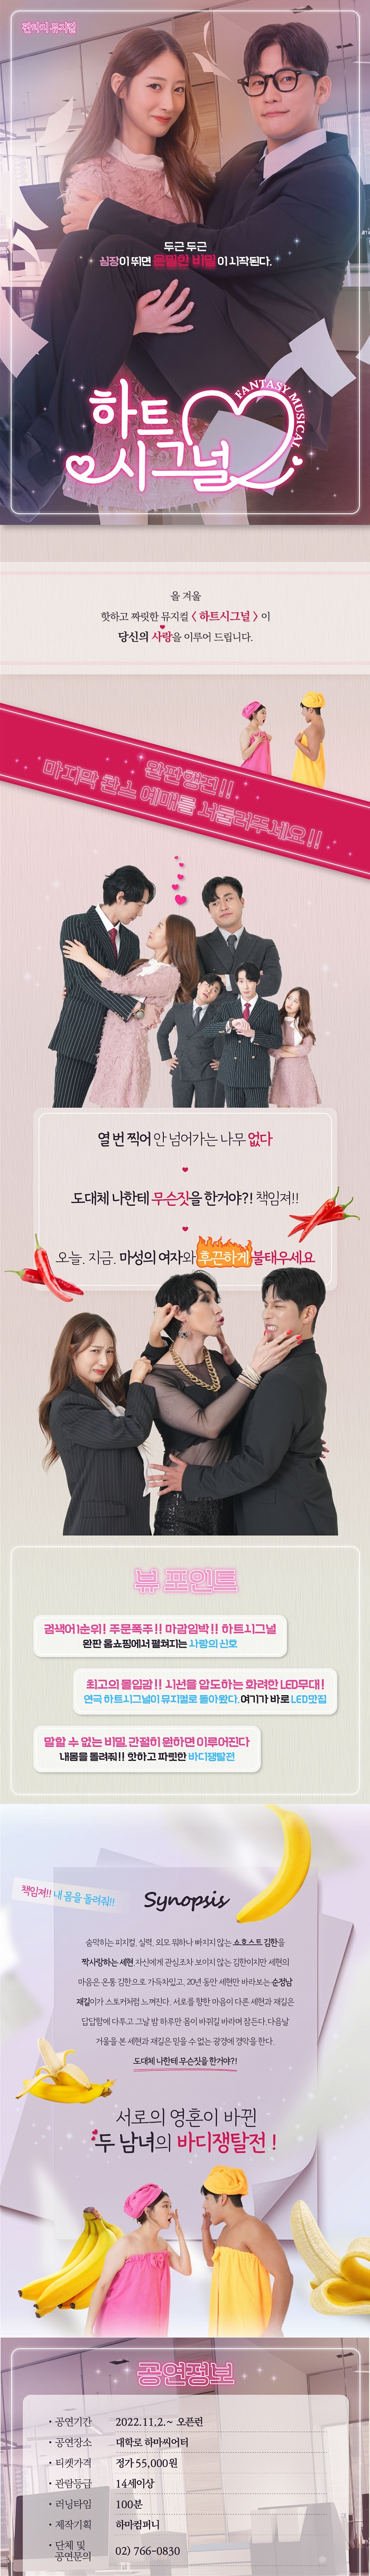 판타지 뮤지컬
두근 두근
심장이 뛰면 은밀한 비밀이 시작된다.
FANTASY MUSICAL
하트
시그널
올 겨울
핫하고 짜릿한 뮤지컬 < 하트시그널 > 이
당신의 사랑을 이루어 드립니다.
완판행진!!
마지막 찬스 예매를 서둘러주세요!!
열 번 찍어 안 넘어가는 나무 없다
도대체 나한테 무슨짓을 한거야?! 책임져!!
오늘. 지금. 마성의 여자와 후끈하게 불태우세요
뷰 포인트
검색어1순위! 주문폭주!! 마감임박!! 하트시그널
완판 홈쇼핑에서 펼쳐지는 사랑의 신호
최고의 몰입감!! 시선을 압도하는 화려한 LED무대!
연극 하트시그널이 뮤지컬로 돌아왔다. 여기가 바로 LED맛집
말할 수 없는 비밀, 간절히 원하면 이루어진다
내몸을 돌려줘!! 핫하고 짜릿한 바디쟁탈전
책임져!! 내 몸을 돌려줘!!
Synopsis
숨막히는 피지컬, 실력, 외모 뭐하나 빠지지 않는 쇼호스트 김한을
짝사랑하는 세현 자신에게 관심조차 보이지 않는 김한이지만 세현의
마음은 온통 김한으로 가득차있고, 20년 동안 세현만 바라보는 순정남
재길이가 스토커처럼 느껴진다. 서로를 향한 마음이 다른 세현과 재길은
답답함에 다투고 그날 밤 하루만 몸이 바뀌길 바라며 잠든다.다음날
거울을 본 세현과 재길은 믿을 수 없는 광경에 경악을 한다.
도대체 나한테 무슨짓을 한거야?!
서로의 영혼이 바뀐
두 남녀의 바디쟁탈전 !
공연정보
· 공연기간 2022.11.2.~ 오픈런
· 공연장소 대학로 하마씨어터
· 티켓가격 정가 55,000원
· 관람등급 14세이상
· 러닝타임 100분
· 제작기획 하마컴퍼니
· 단체 및 공연문의 02) 766-0830